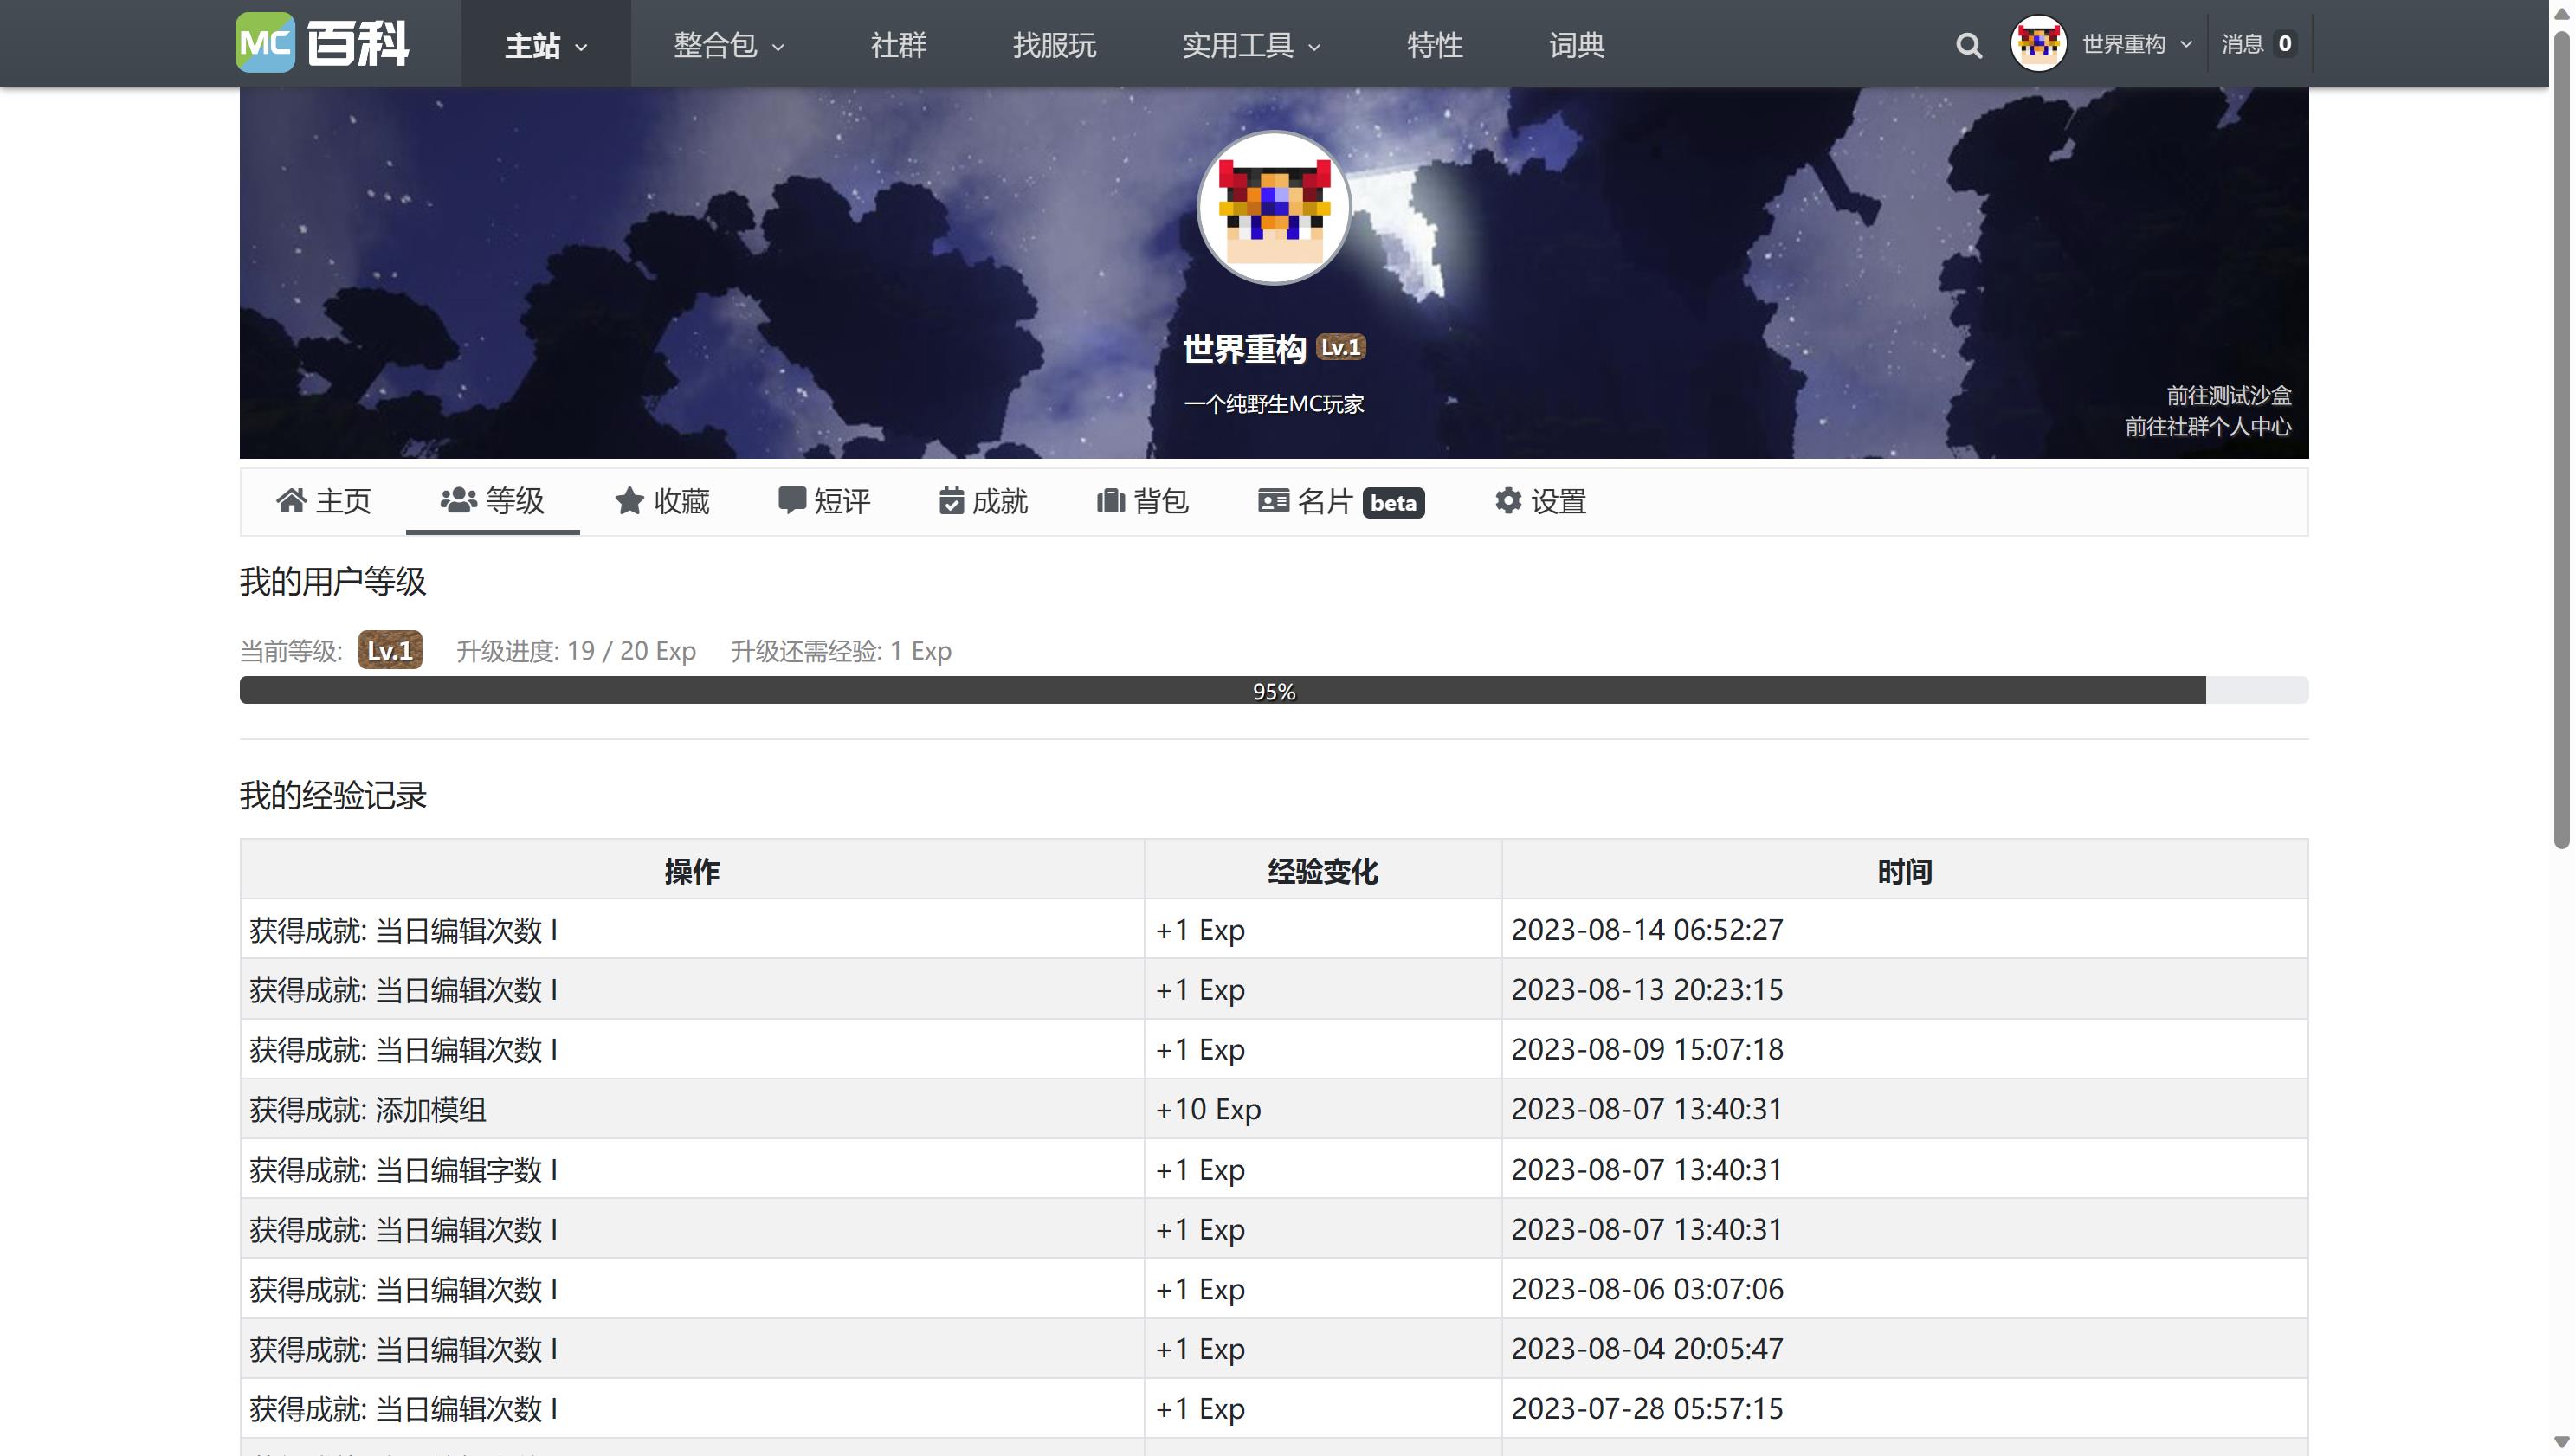 MC 百科 主站 整合包 社群 找服玩 实用工具 特性 词典 世界重构 消息 0
世界重构 Lv.1
一个纯野生MC玩家
前往测试沙盒
前往社群个人中心
主页 等级 收藏 短评 成就 背包 名片 beta 设置
我的用户等级
当前等级: Lv.1 升级进度: 19 / 20 Exp 升级还需经验: 1 Exp
95%
我的经验记录
操作 经验变化 时间
获得成就: 当日编辑次数 I +1 Exp 2023-08-14 06:52:27
获得成就: 当日编辑次数 I +1 Exp 2023-08-13 20:23:15
获得成就: 当日编辑次数 I +1 Exp 2023-08-09 15:07:18
获得成就: 添加模组 +10 Exp 2023-08-07 13:40:31
获得成就: 当日编辑字数 I +1 Exp 2023-08-07 13:40:31
获得成就: 当日编辑次数 I +1 Exp 2023-08-07 13:40:31
获得成就: 当日编辑次数 I +1 Exp 2023-08-06 03:07:06
获得成就: 当日编辑次数 I +1 Exp 2023-08-04 20:05:47
获得成就: 当日编辑次数 I +1 Exp 2023-07-28 05:57:15